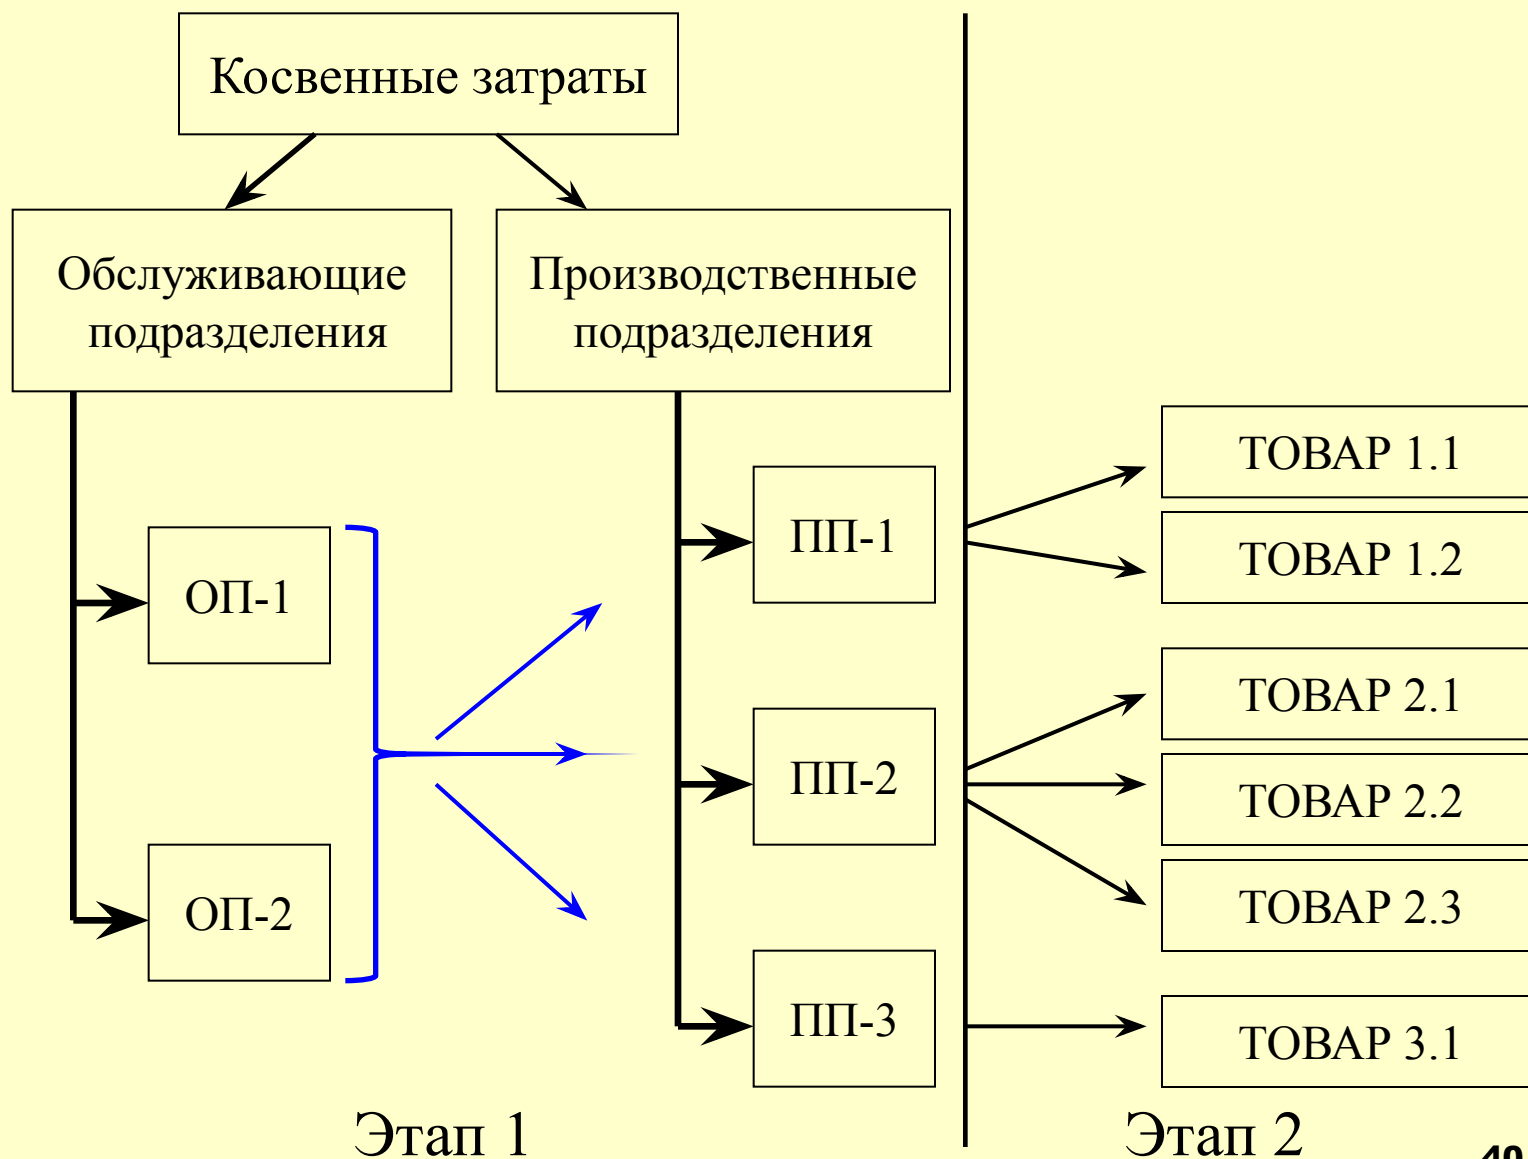 Косвенные затраты
Обслуживающие
подразделения
Производственные
подразделения
ОП-1
ОП-2
ПП-1
ПП-2
ПП-3
ТОВАР 1.1
ТОВАР 1.2
ТОВАР 2.1
ТОВАР 2.2
ТОВАР 2.3
ТОВАР 3.1
Этап 1
Этап 2